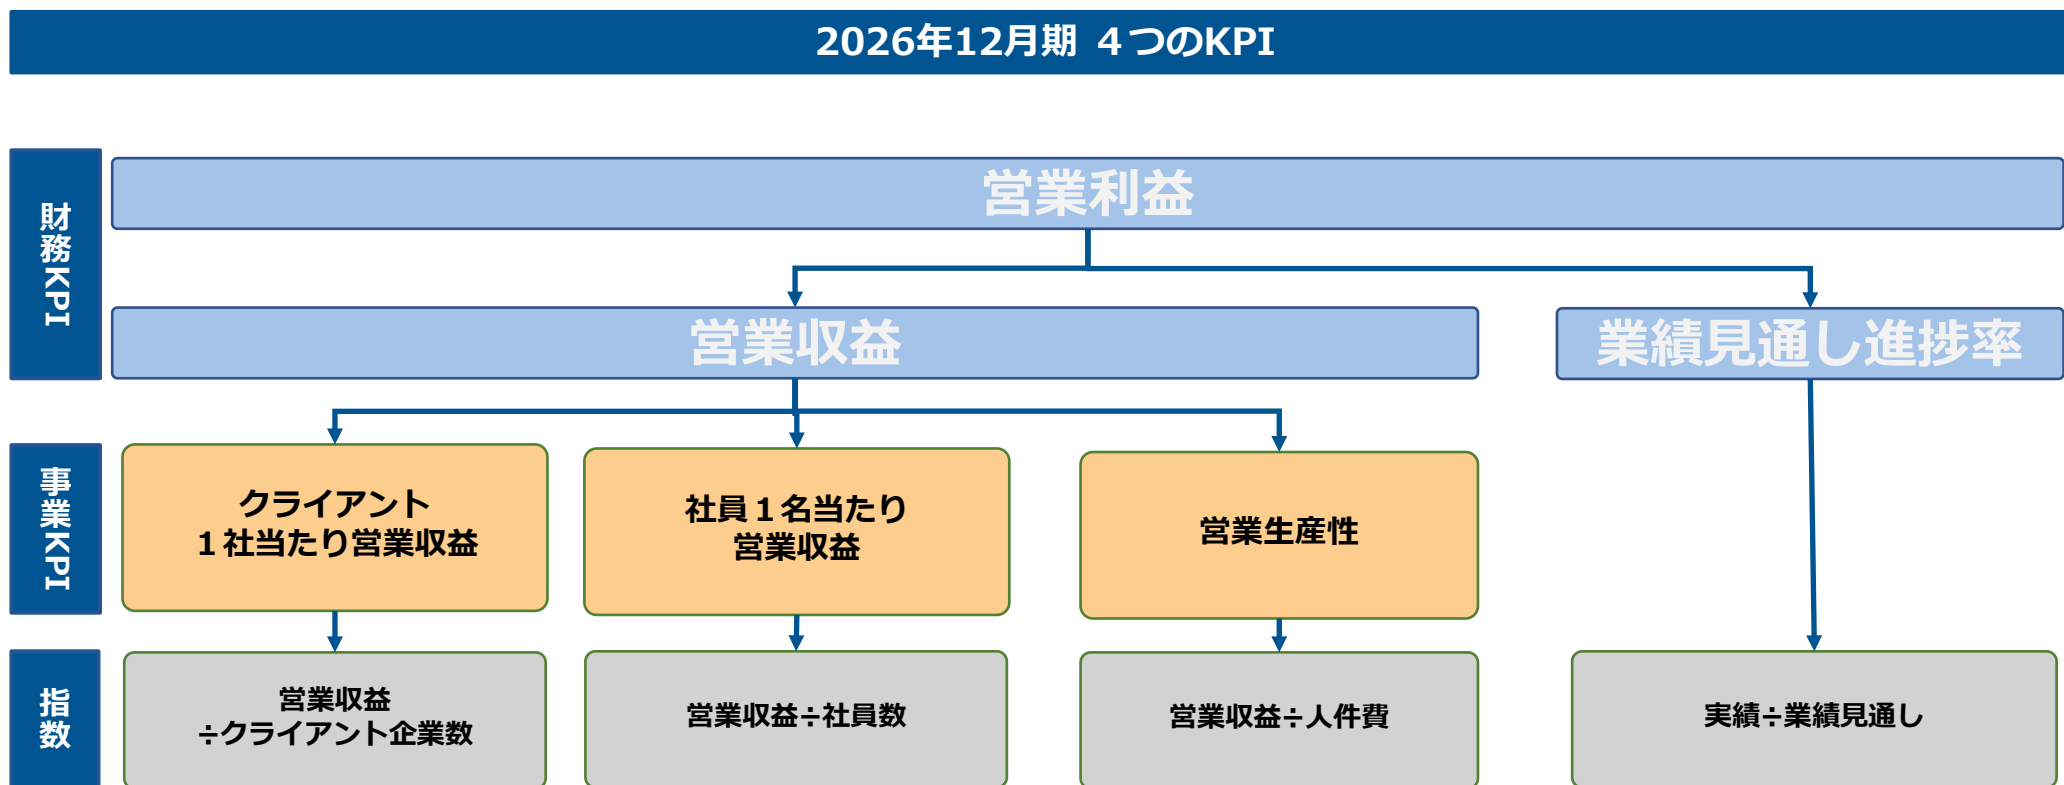 2026年12月期 ４つのKPI
財務KPI
営業利益
営業収益
業績見通し進捗率
事業KPI
クライアント
１社当たり営業収益
社員１名当たり
営業収益
営業生産性
指数
営業収益
÷クライアント企業数
営業収益÷社員数
営業収益÷人件費
実績÷業績見通し